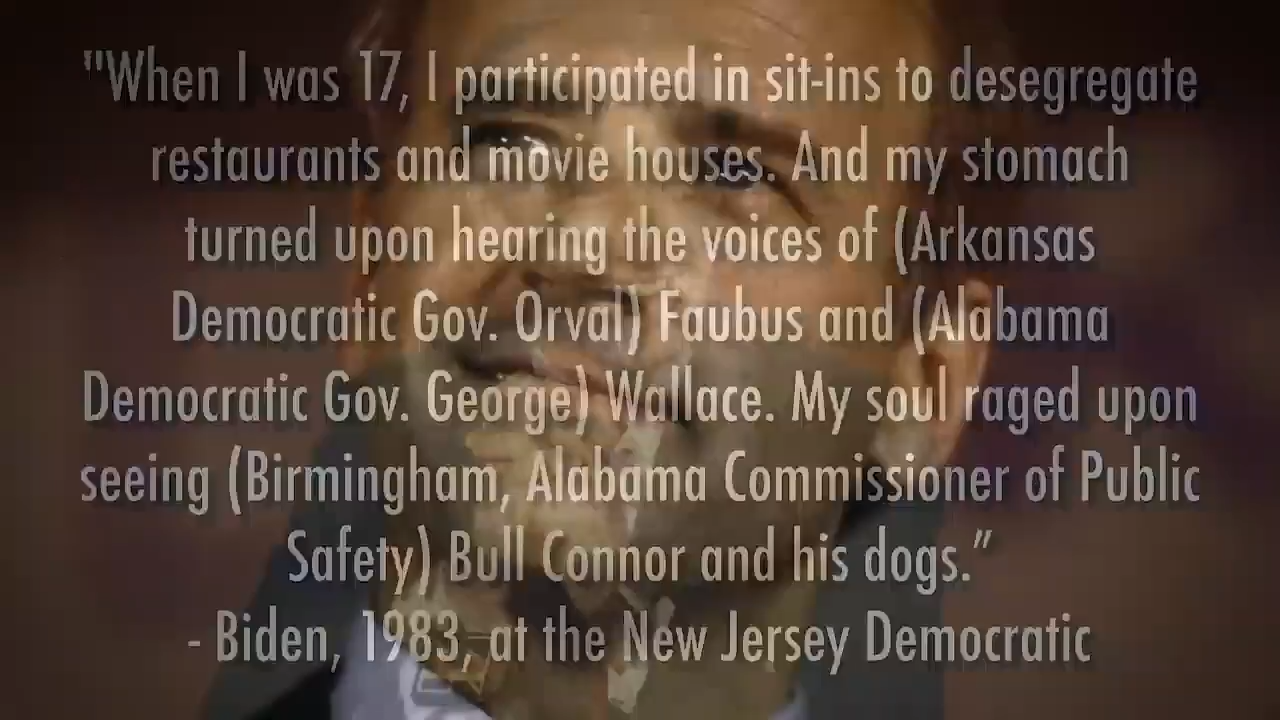 "When I was 17, I participated in sit-ins to desegregate
restaurants and movie houses. And my stomach
turned upon hearing the voices of (Arkansas
Democratic Gov. Orval) Faubus and (Alabama
Democratic Gov. George) Wallace. My soul raged upon
seeing (Birmingham, Alabama Commissioner of Public
Safety) Bull Connor and his dogs.”
- Biden, 1983, at the New Jersey Democratic